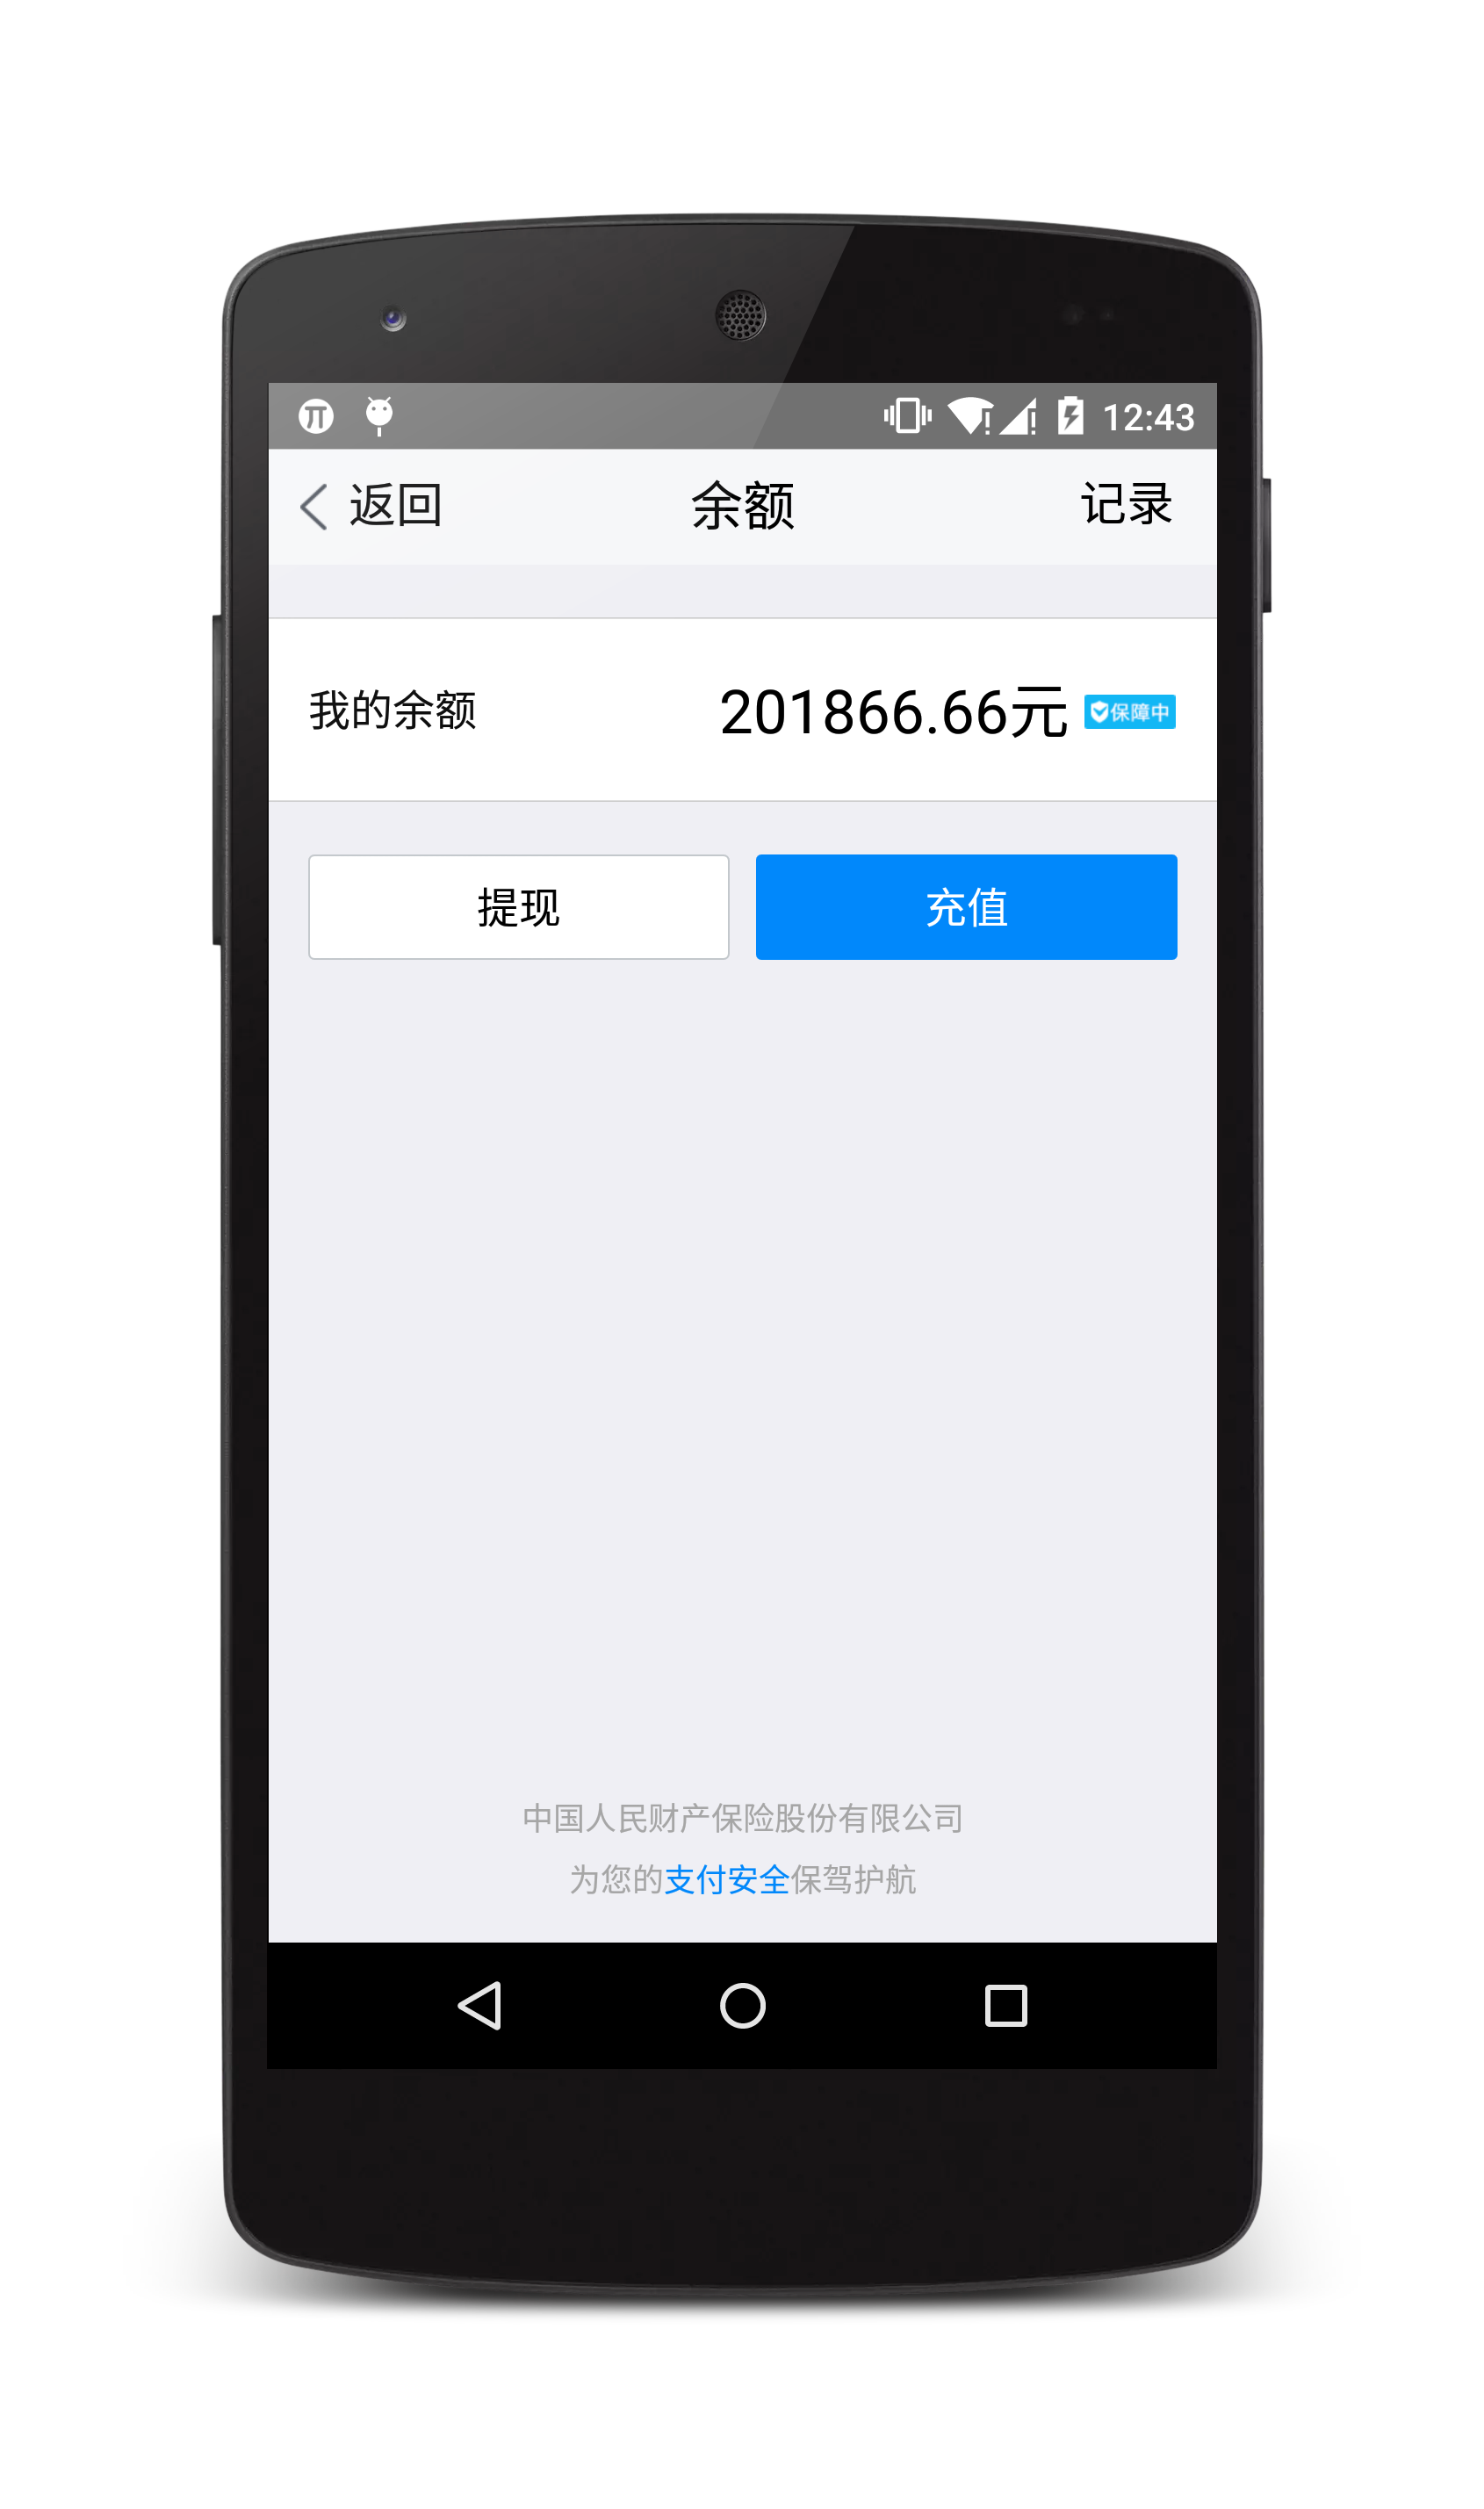 12:43
返回 余额 记录
我的余额 201866.66元 保障中
提现 充值
中国人民财产保险股份有限公司
为您的支付安全保驾护航